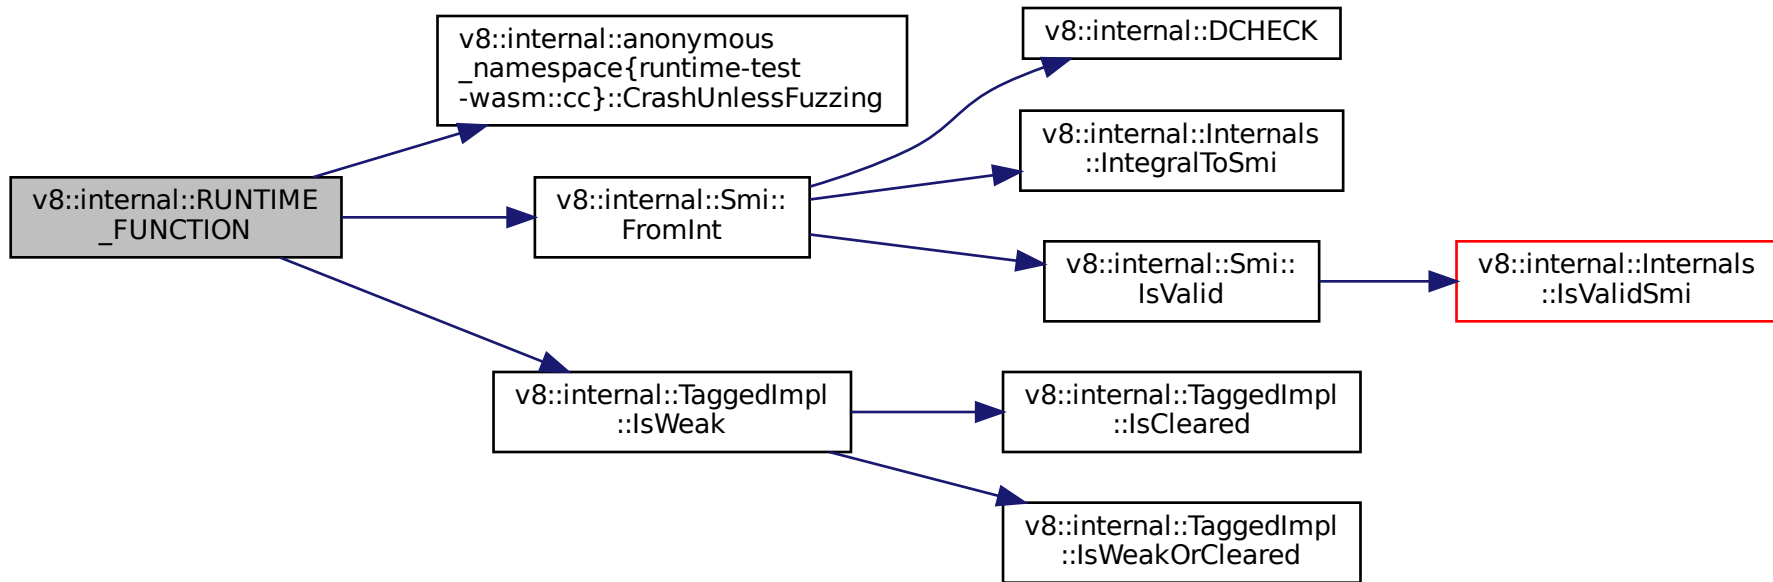 v8::internal::anonymous
_namespace{runtime-test
-wasm::cc}::CrashUnlessFuzzing
v8::internal::DCHECK
v8::internal::Internals
::IntegralToSmi
v8::internal::RUNTIME
_FUNCTION
v8::internal::Smi::
FromInt
v8::internal::Smi::
IsValid
v8::internal::Internals
::IsValidSmi
v8::internal::TaggedImpl
::IsWeak
v8::internal::TaggedImpl
::IsCleared
v8::internal::TaggedImpl
::IsWeakOrCleared